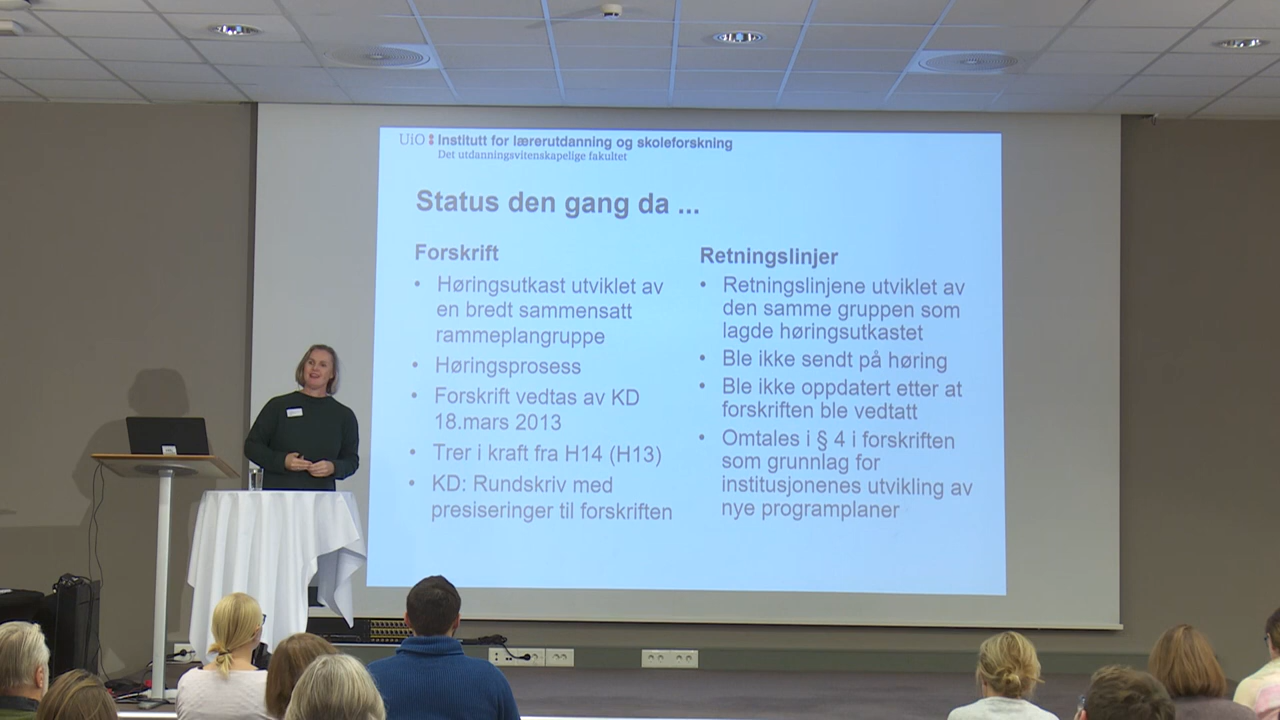 UiO Institutt for lærerutdanning og skoleforskning
Det utdanningsvitenskapelige fakultet
Status den gang da ...
Forskrift
• Høringsutkast utviklet av
en bredt sammensatt
rammeplangruppe
• Høringsprosess
• Forskrift vedtas av KD
18.mars 2013
• Trer i kraft fra H14 (H13)
• KD: Rundskriv med
presiseringer til forskriften
Retningslinjer
• Retningslinjene utviklet av
den samme gruppen som
lagde høringsutkastet
• Ble ikke sendt på høring
• Ble ikke oppdatert etter at
forskriften ble vedtatt
• Omtales i § 4 i forskriften
som grunnlag for
institusjonenes utvikling av
nye programplaner